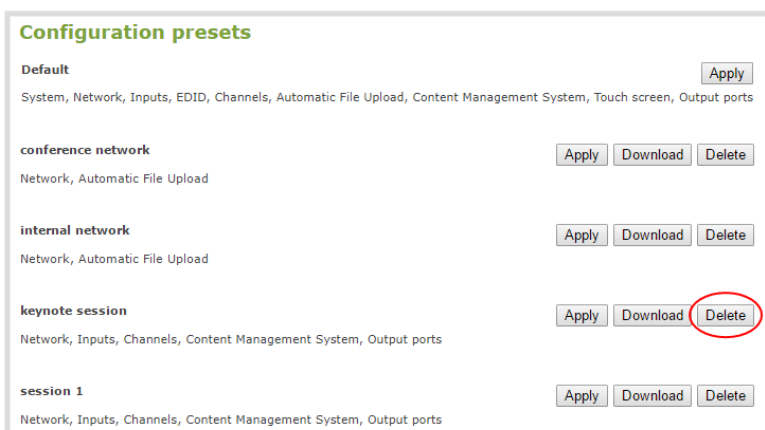 Configuration presets
Default
Apply
System, Network, Inputs, EDID, Channels, Automatic File Upload, Content Management System, Touch screen, Output ports
conference network
Apply Download Delete
Network, Automatic File Upload
internal network
Apply Download Delete
Network, Automatic File Upload
keynote session
Apply Download Delete
Network, Inputs, Channels, Content Management System, Output ports
session 1
Apply Download Delete
Network, Inputs, Channels, Content Management System, Output ports